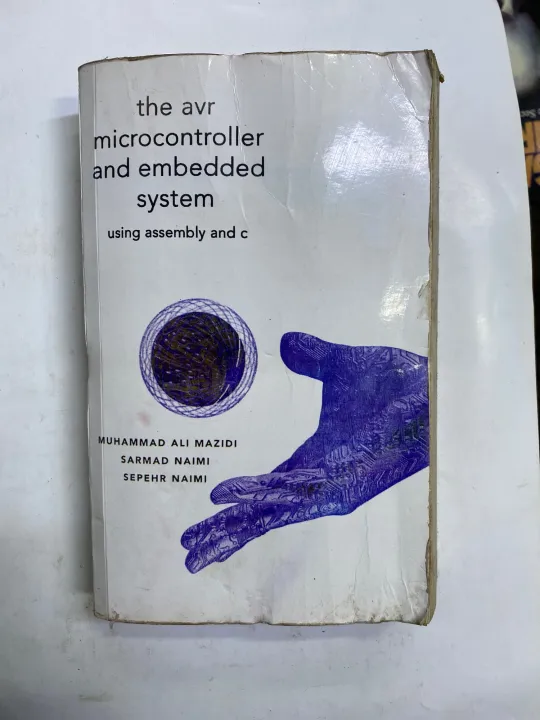 the avr
microcontroller
and embedded
system
using assembly and c
MUHAMMAD ALI MAZIDI
SARMAD NAIMI
SEPEHR NAIMI